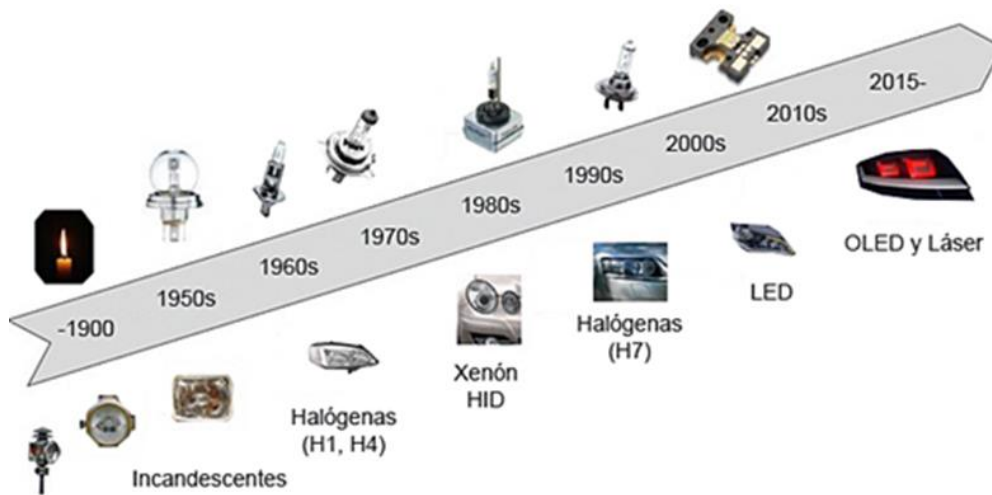 -1900
1950s
1960s
1970s
1980s
1990s
2000s
2010s
2015-
Incandescentes
Halógenas
(H1, H4)
Xenón
HID
Halógenas
(H7)
LED
OLED y Láser